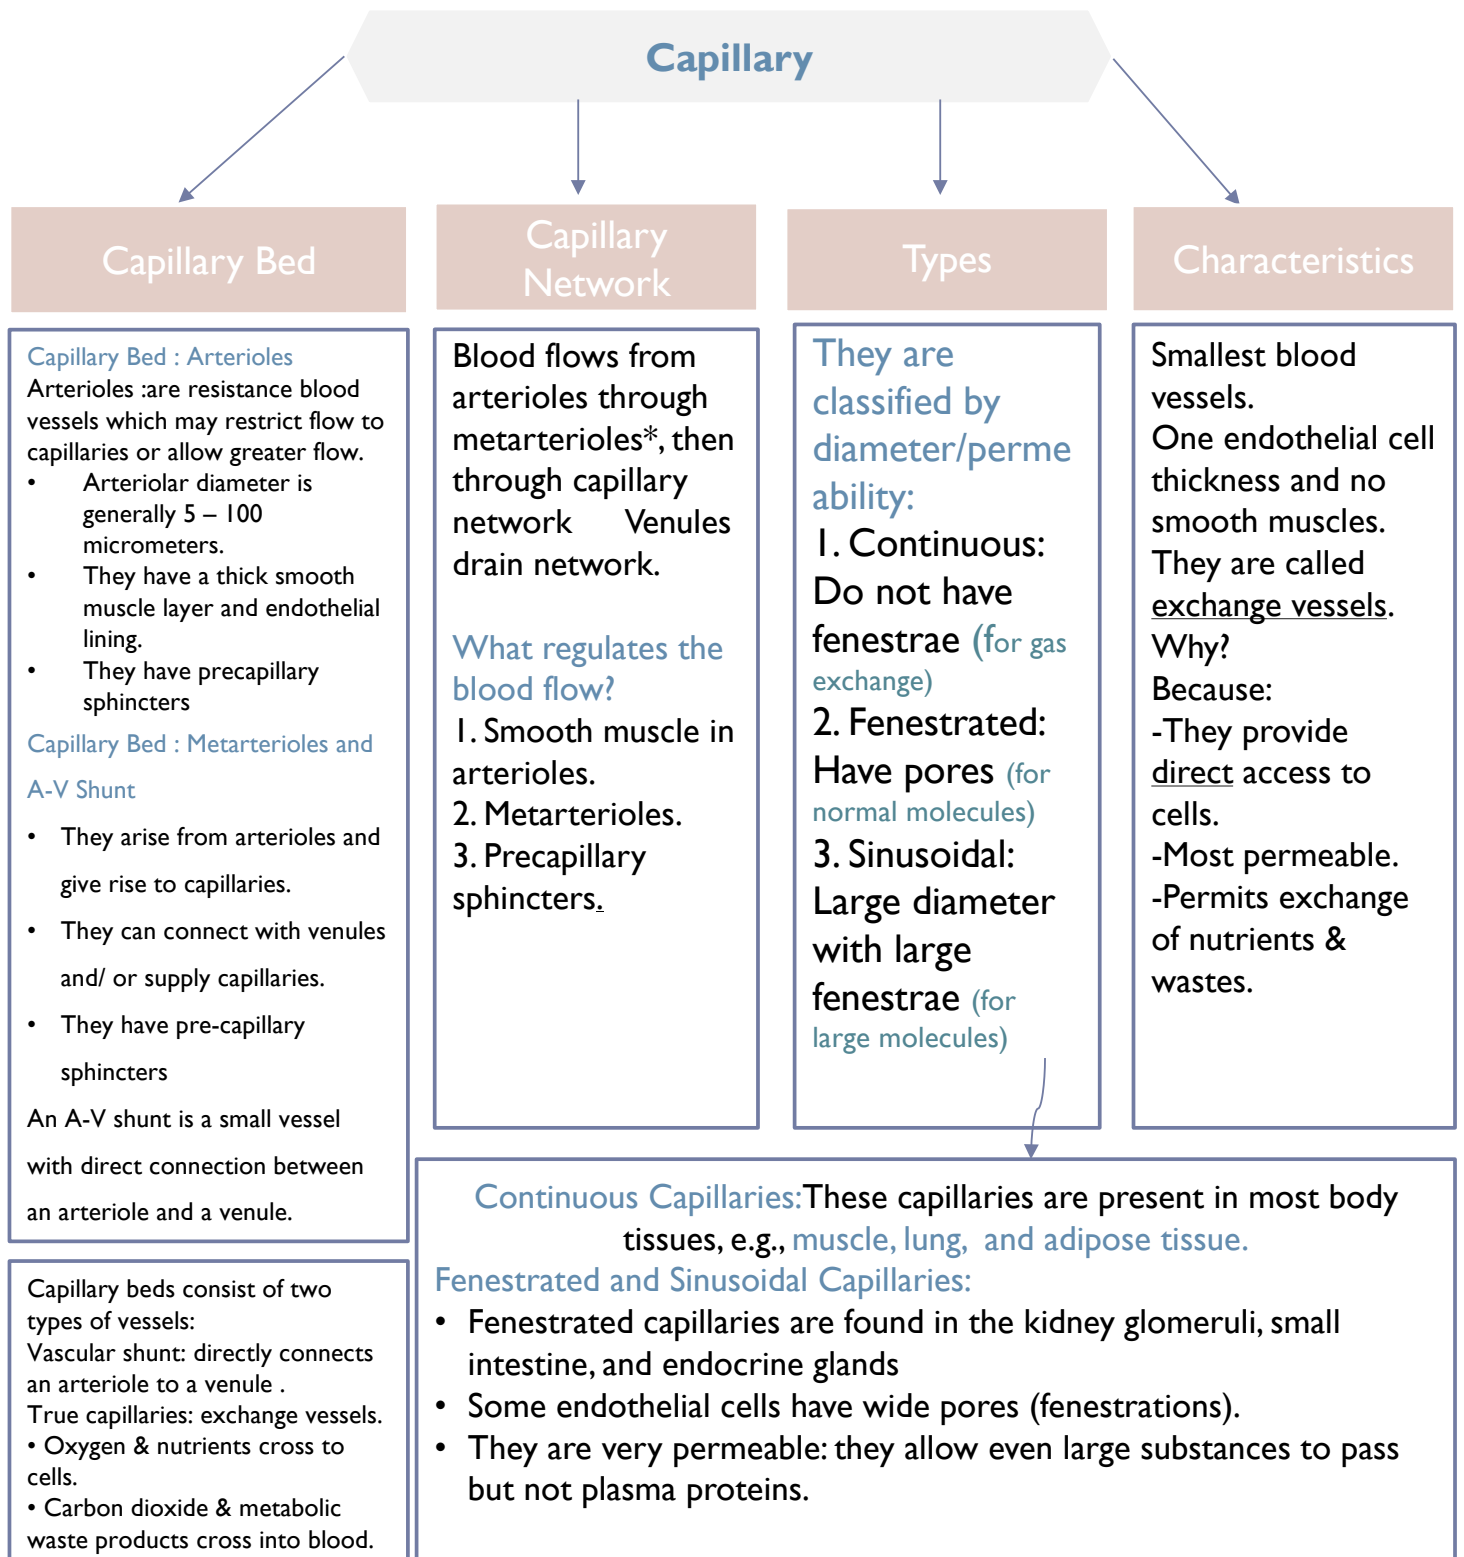 Capillary
Capillary Bed
Capillary
Network
Types
Characteristics
Capillary Bed : Arterioles
Arterioles :are resistance blood
vessels which may restrict flow to
capillaries or allow greater flow.
• Arteriolar diameter is
generally 5 – 100
micrometers.
• They have a thick smooth
muscle layer and endothelial
lining.
• They have precapillary
sphincters
Capillary Bed : Metarterioles and
A-V Shunt
• They arise from arterioles and
give rise to capillaries.
• They can connect with venules
and/ or supply capillaries.
• They have pre-capillary
sphincters
An A-V shunt is a small vessel
with direct connection between
an arteriole and a venule.
Capillary beds consist of two
types of vessels:
Vascular shunt: directly connects
an arteriole to a venule .
True capillaries: exchange vessels.
• Oxygen & nutrients cross to
cells.
• Carbon dioxide & metabolic
waste products cross into blood.
Blood flows from
arterioles through
metarterioles*, then
through capillary
network Venules
drain network.
What regulates the
blood flow?
1. Smooth muscle in
arterioles.
2. Metarterioles.
3. Precapillary
sphincters.
They are
classified by
diameter/perme
ability:
1. Continuous:
Do not have
fenestrae (for gas
exchange)
2. Fenestrated:
Have pores (for
normal molecules)
3. Sinusoidal:
Large diameter
with large
fenestrae (for
large molecules)
Smallest blood
vessels.
One endothelial cell
thickness and no
smooth muscles.
They are called
exchange vessels.
Why?
Because:
-They provide
direct access to
cells.
-Most permeable.
-Permits exchange
of nutrients &
wastes.
Continuous Capillaries:These capillaries are present in most body
tissues, e.g., muscle, lung, and adipose tissue.
Fenestrated and Sinusoidal Capillaries:
• Fenestrated capillaries are found in the kidney glomeruli, small
intestine, and endocrine glands
• Some endothelial cells have wide pores (fenestrations).
• They are very permeable: they allow even large substances to pass
but not plasma proteins.